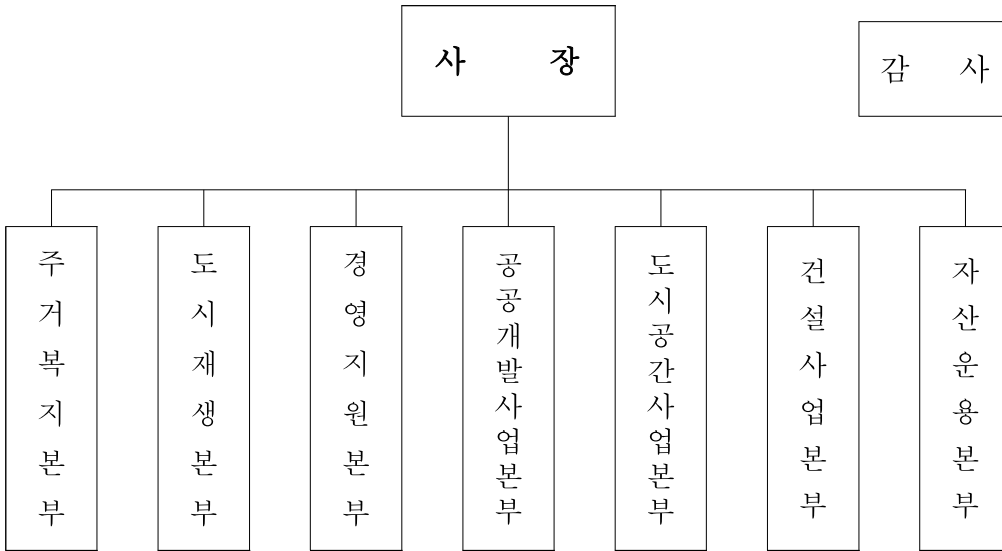 사 장
감 사
주거복지본부
도시재생본부
경영지원본부
공공개발사업본부
도시공간사업본부
건설사업본부
자산운용본부